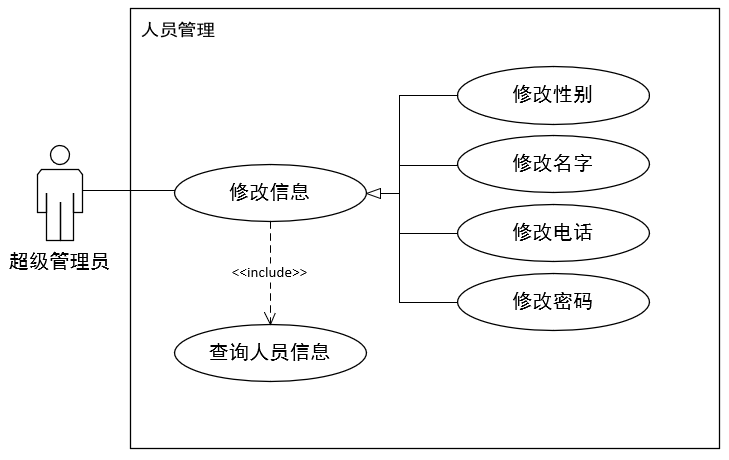 人员管理
修改性别
修改名字
修改信息
修改电话
超级管理员
<<include>>
修改密码
查询人员信息